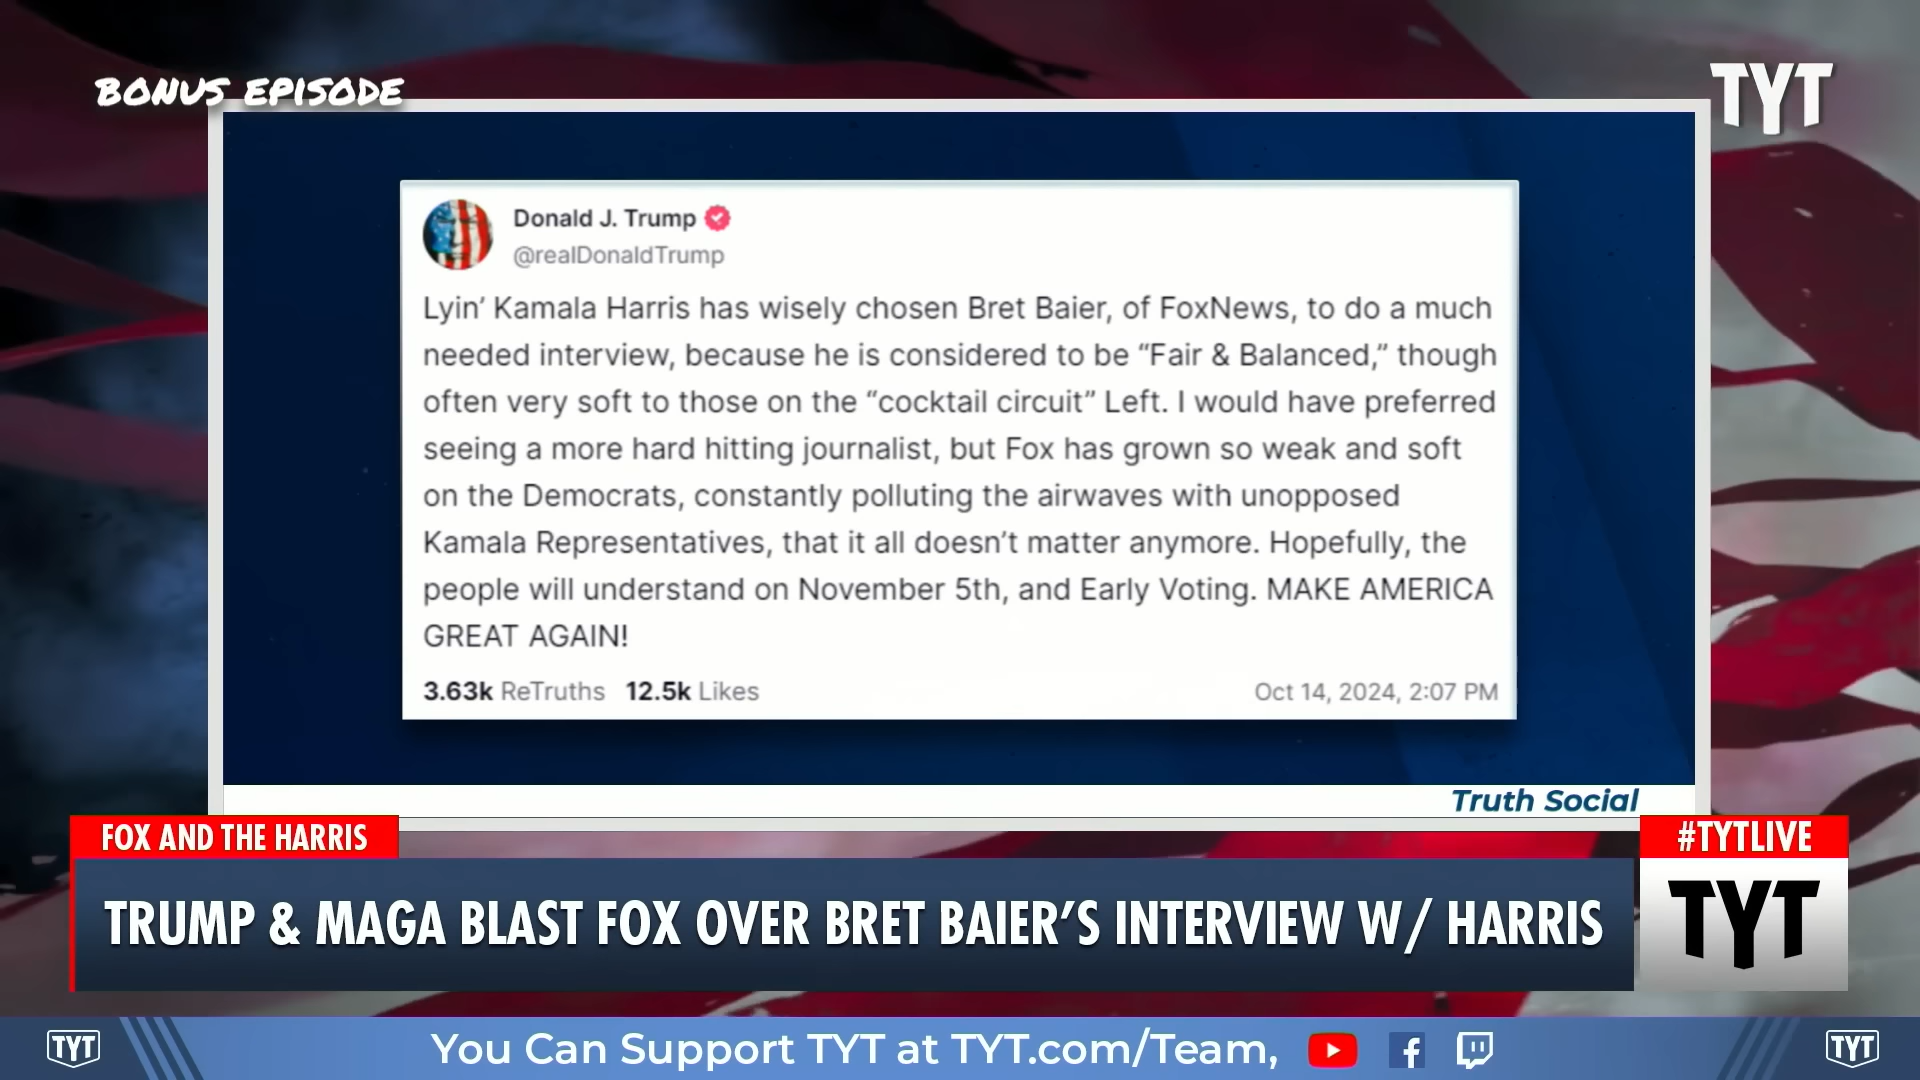 BONUS EPISODE
TYT
Donald J. Trump
@realDonaldTrump
Lyin’ Kamala Harris has wisely chosen Bret Baier, of FoxNews, to do a much
needed interview, because he is considered to be “Fair & Balanced,” though
often very soft to those on the “cocktail circuit” Left. I would have preferred
seeing a more hard hitting journalist, but Fox has grown so weak and soft
on the Democrats, constantly polluting the airwaves with unopposed
Kamala Representatives, that it all doesn’t matter anymore. Hopefully, the
people will understand on November 5th, and Early Voting. MAKE AMERICA
GREAT AGAIN!
3.63k ReTruths 12.5k Likes
Oct 14, 2024, 2:07 PM
Truth Social
FOX AND THE HARRIS
#TYTLIVE
TRUMP & MAGA BLAST FOX OVER BRET BAIER’S INTERVIEW W/ HARRIS
TYT
TYT
You Can Support TYT at TYT.com/Team,
TYT